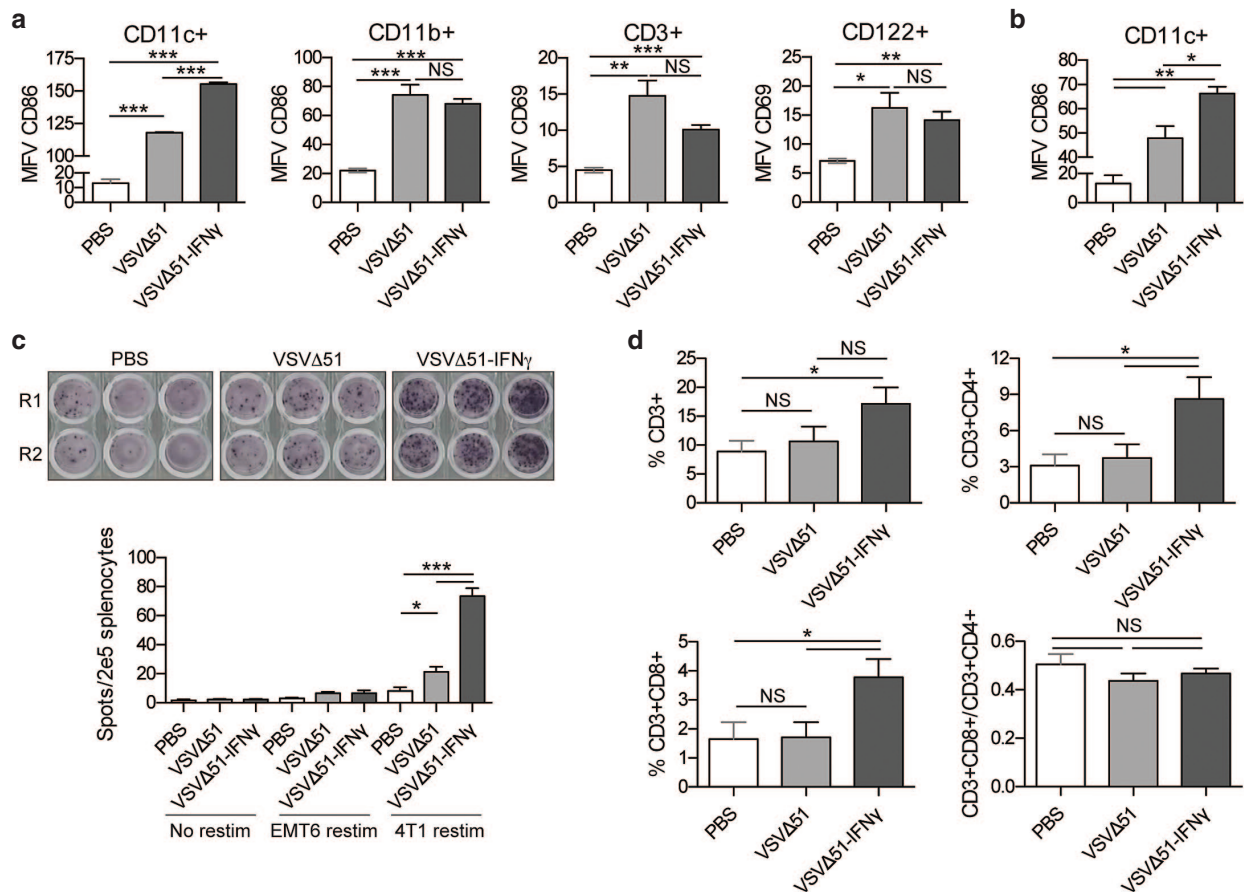 a
CD11c+
MFV CD86
175
150
125
100
20
10
0
***
***
***
PBS
VSVΔ51
VSVΔ51-IFNγ
CD11b+
MFV CD86
100
80
60
40
20
0
***
***
NS
PBS
VSVΔ51
VSVΔ51-IFNγ
CD3+
MFV CD69
20
15
10
5
0
***
**
NS
PBS
VSVΔ51
VSVΔ51-IFNγ
CD122+
MFV CD69
25
20
15
10
5
0
**
*
NS
PBS
VSVΔ51
VSVΔ51-IFNγ
b
CD11c+
MFV CD86
80
70
60
50
40
20
0
*
**
PBS
VSVΔ51
VSVΔ51-IFNγ
c
PBS
VSVΔ51
VSVΔ51-IFNγ
R1
R2
Spots/2e5 splenocytes
100
80
60
40
20
0
***
*
PBS
VSVΔ51
VSVΔ51-IFNγ
PBS
VSVΔ51
VSVΔ51-IFNγ
PBS
VSVΔ51
VSVΔ51-IFNγ
No restim
EMT6 restim
4T1 restim
d
% CD3+
25
20
15
10
5
0
NS
*
NS
PBS
VSVΔ51
VSVΔ51-IFNγ
% CD3+CD4+
12
9
6
3
0
*
NS
PBS
VSVΔ51
VSVΔ51-IFNγ
% CD3+CD8+
5
4
3
2
1
0
*
NS
PBS
VSVΔ51
VSVΔ51-IFNγ
CD3+CD8+/CD3+CD4+
0.6
0.4
0.2
0.0
NS
PBS
VSVΔ51
VSVΔ51-IFNγ